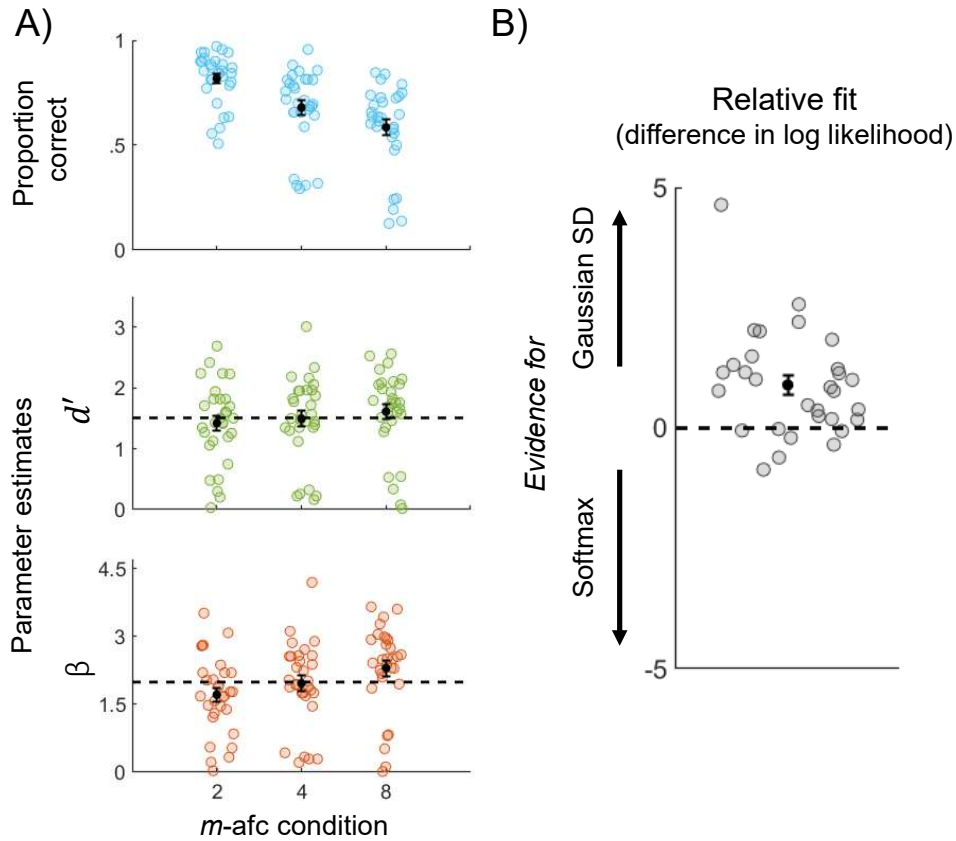 A)
1
.5
0
Proportion
correct
3
2
1
0
d′
4.5
3
1.5
0
β
Parameter estimates
2
4
8
m-afc condition
B)
Relative fit
(difference in log likelihood)
5
0
-5
Evidence for
Gaussian SD
Softmax